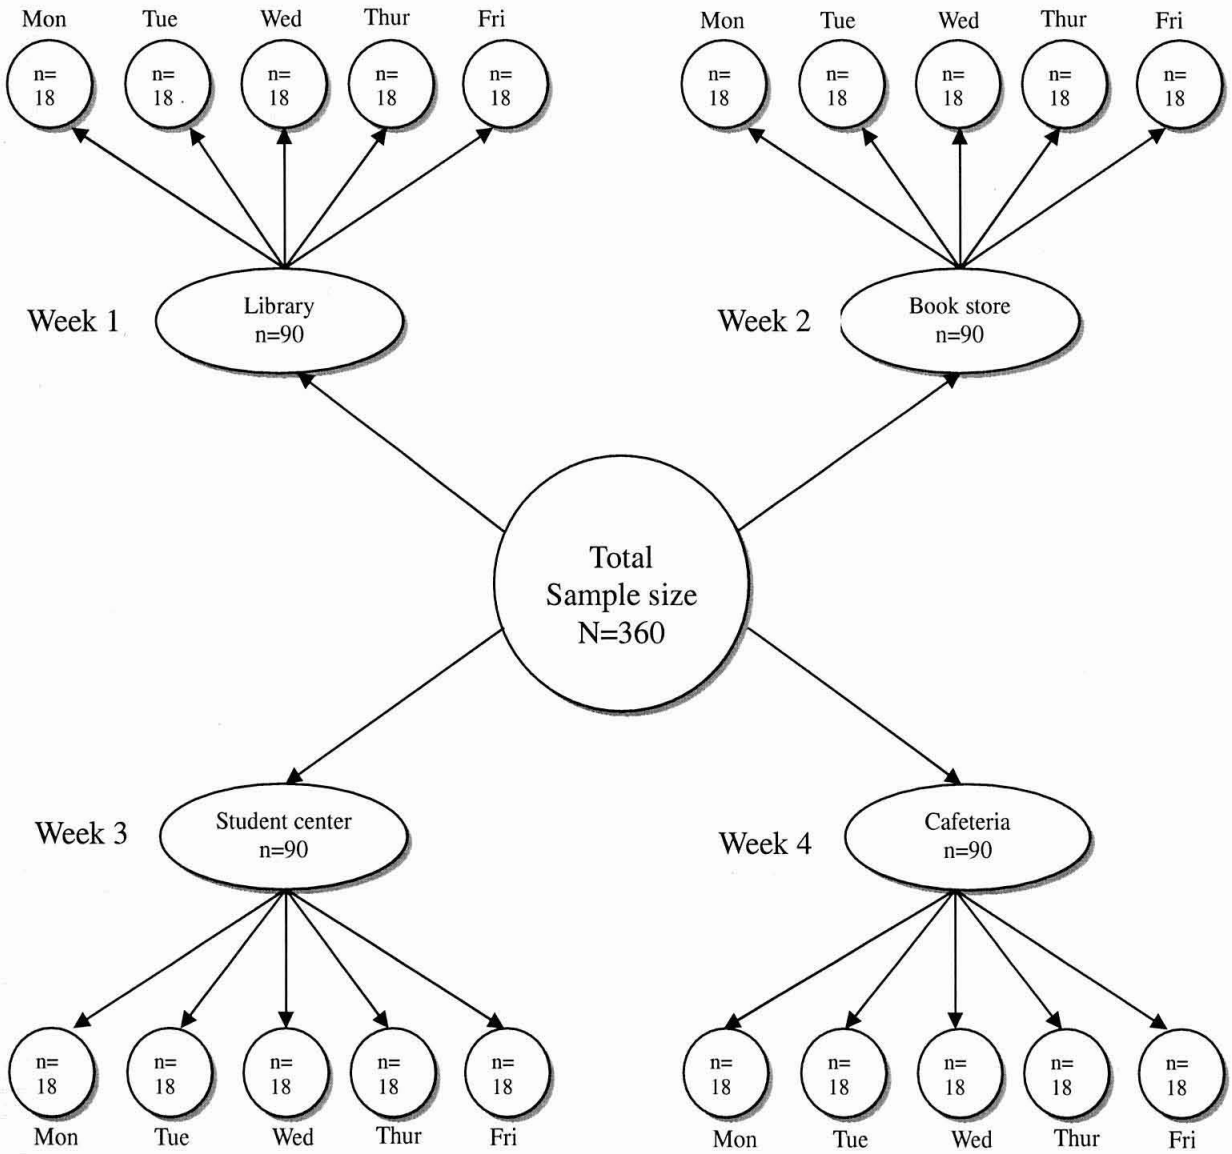 Mon Tue Wed Thur Fri
n= n= n= n= n=
18 18 18 18 18
Library
n=90
Week 1
Mon Tue Wed Thur Fri
n= n= n= n= n=
18 18 18 18 18
Book store
n=90
Week 2
Total
Sample size
N=360
Week 3
Student center
n=90
n= n= n= n= n=
18 18 18 18 18
Mon Tue Wed Thur Fri
Week 4
Cafeteria
n=90
n= n= n= n= n=
18 18 18 18 18
Mon Tue Wed Thur Fri